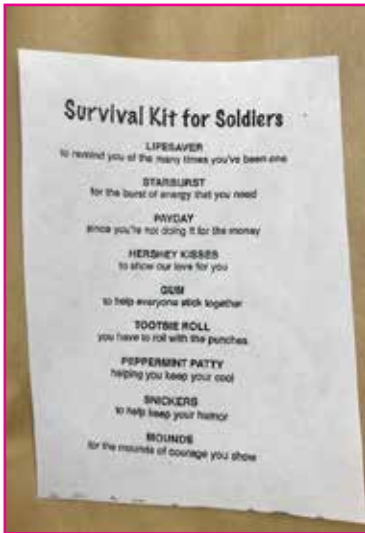 Survival Kit for Soldiers
LIFESAVER
to remind you of the many times you've been one
STARBURST
for the burst of energy that you need
PAYDAY
since you're not doing it for the money
HERSHEY KISSES
to show our love for you
GUM
to help everyone stick together
TOOTSIE ROLL
you have to roll with the punches
PEPPERMINT PATTY
helping you keep your cool
SNICKERS
to help keep your humor
MOUNDS
for the mounds of courage you show